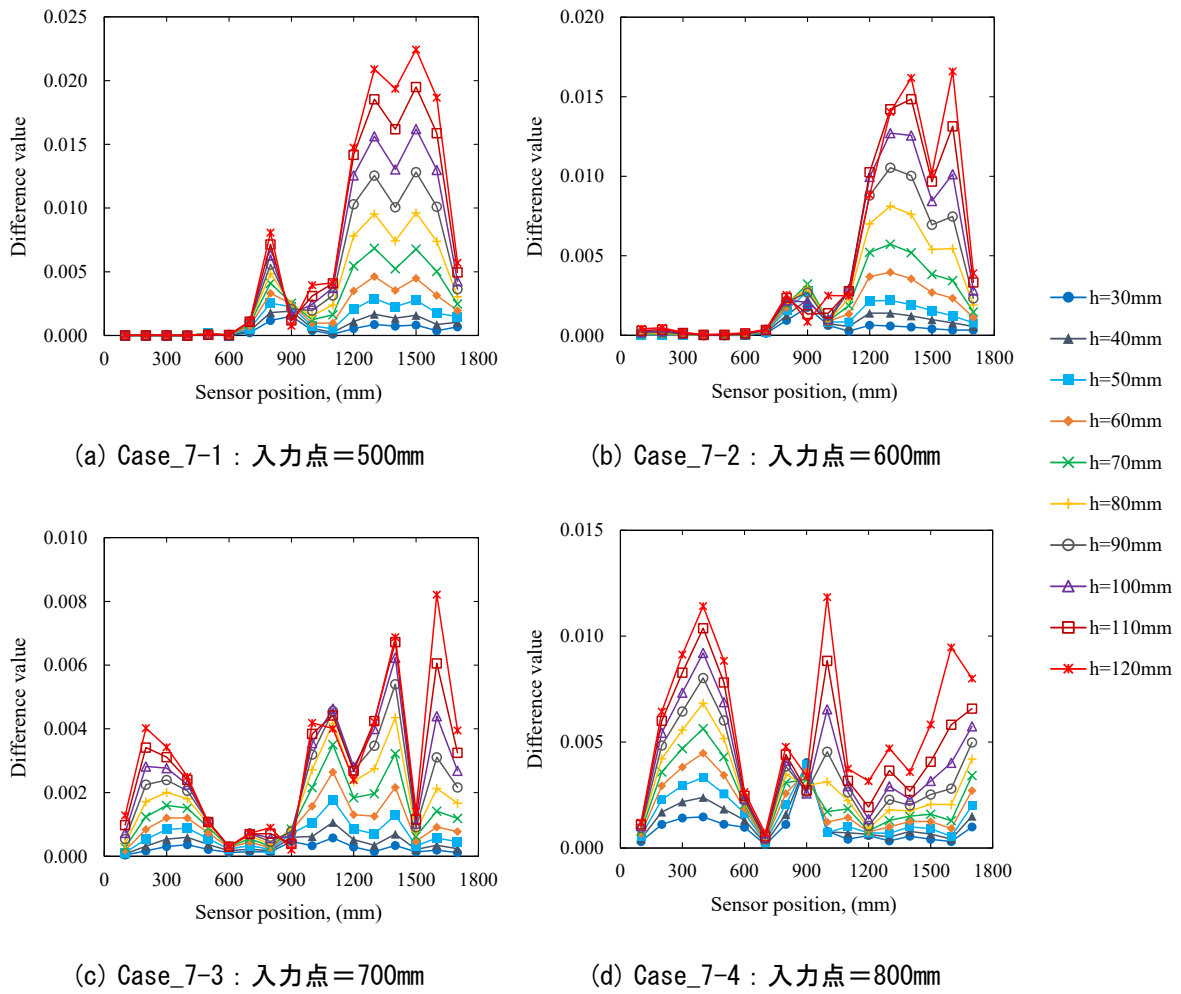 0.025
0.020
0.015
0.010
0.005
0.000
Difference value
0 300 600 900 1200 1500 1800
Sensor position, (mm)
(a) Case_7-1：入力点＝500mm
0.020
0.015
0.010
0.005
0.000
Difference value
0 300 600 900 1200 1500 1800
Sensor position, (mm)
(b) Case_7-2：入力点＝600mm
0.010
0.008
0.006
0.004
0.002
0.000
Difference value
0 300 600 900 1200 1500 1800
Sensor position, (mm)
(c) Case_7-3：入力点＝700mm
0.015
0.010
0.005
0.000
Difference value
0 300 600 900 1200 1500 1800
Sensor position, (mm)
(d) Case_7-4：入力点＝800mm
h=30mm
h=40mm
h=50mm
h=60mm
h=70mm
h=80mm
h=90mm
h=100mm
h=110mm
h=120mm